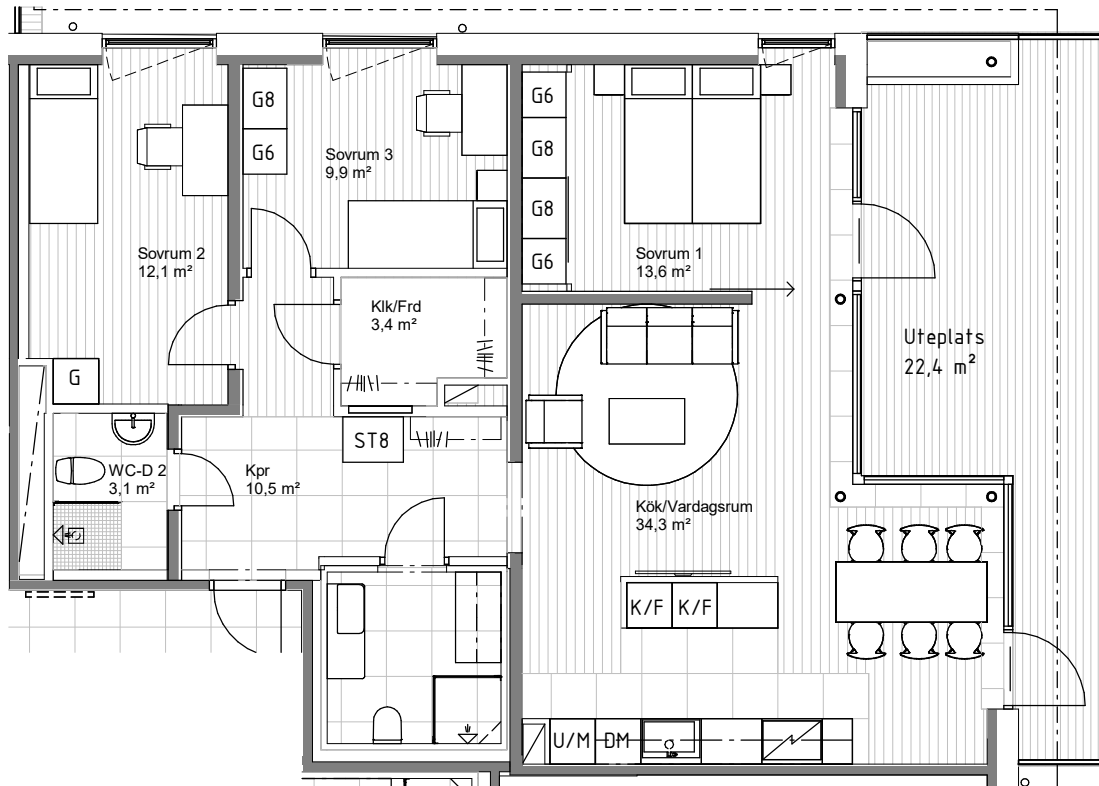 G8
G6
Sovrum 3
9,9 m²
G6
G8
G8
G6
Sovrum 2
12,1 m²
Sovrum 1
13,6 m²
Klk/Frd
3,4 m²
Uteplats
22,4 m²
G
ST8
WC-D 2
3,1 m²
Kpr
10,5 m²
Kök/Vardagsrum
34,3 m²
K/F
K/F
U/M
DM